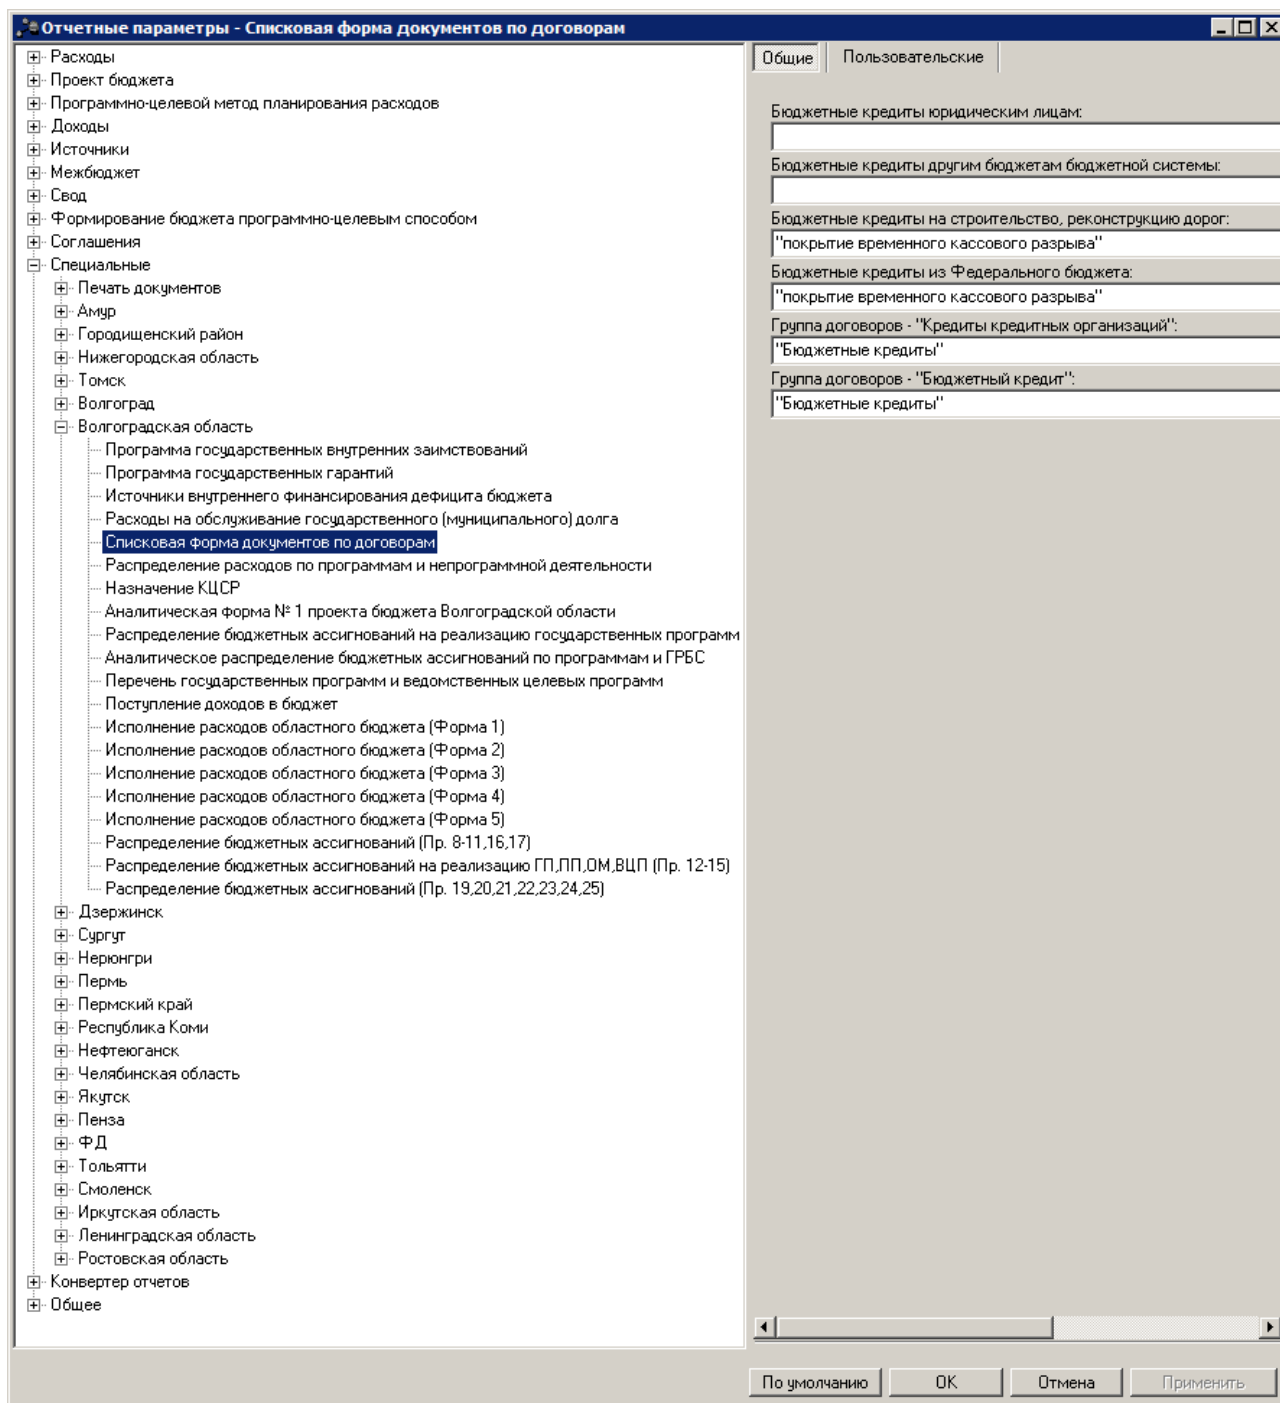 Отчетные параметры - Списковая форма документов по договорам
Расходы
Проект бюджета
Программно-целевой метод планирования расходов
Доходы
Источники
Межбюджет
Свод
Формирование бюджета программно-целевым способом
Соглашения
Специальные
Печать документов
Амур
Городищенский район
Нижегородская область
Томск
Волгоград
Волгоградская область
Программа государственных внутренних заимствований
Программа государственных гарантий
Источники внутреннего финансирования дефицита бюджета
Расходы на обслуживание государственного (муниципального) долга
Списковая форма документов по договорам
Распределение расходов по программам и непрограммной деятельности
Назначение КЦСР
Аналитическая форма № 1 проекта бюджета Волгоградской области
Распределение бюджетных ассигнований на реализацию государственных программ
Аналитическое распределение бюджетных ассигнований по программам и ГРБС
Перечень государственных программ и ведомственных целевых программ
Поступление доходов в бюджет
Исполнение расходов областного бюджета (Форма 1)
Исполнение расходов областного бюджета (Форма 2)
Исполнение расходов областного бюджета (Форма 3)
Исполнение расходов областного бюджета (Форма 4)
Исполнение расходов областного бюджета (Форма 5)
Распределение бюджетных ассигнований (Пр. 8-11,16,17)
Распределение бюджетных ассигнований на реализацию ГП,ПП,ОМ,ВЦП (Пр. 12-15)
Распределение бюджетных ассигнований (Пр. 19,20,21,22,23,24,25)
Дзержинск
Сургут
Нерюнгри
Пермь
Пермский край
Республика Коми
Нефтеюганск
Челябинская область
Якутск
Пенза
ФД
Тольятти
Смоленск
Иркутская область
Ленинградская область
Ростовская область
Конвертер отчетов
Общее
Общие
Пользовательские
Бюджетные кредиты юридическим лицам:
Бюджетные кредиты другим бюджетам бюджетной системы:
Бюджетные кредиты на строительство, реконструкцию дорог:
"покрытие временного кассового разрыва"
Бюджетные кредиты из Федерального бюджета:
"покрытие временного кассового разрыва"
Группа договоров - "Кредиты кредитных организаций":
"Бюджетные кредиты"
Группа договоров - "Бюджетный кредит":
"Бюджетные кредиты"
По умолчанию
OK
Отмена
Применить